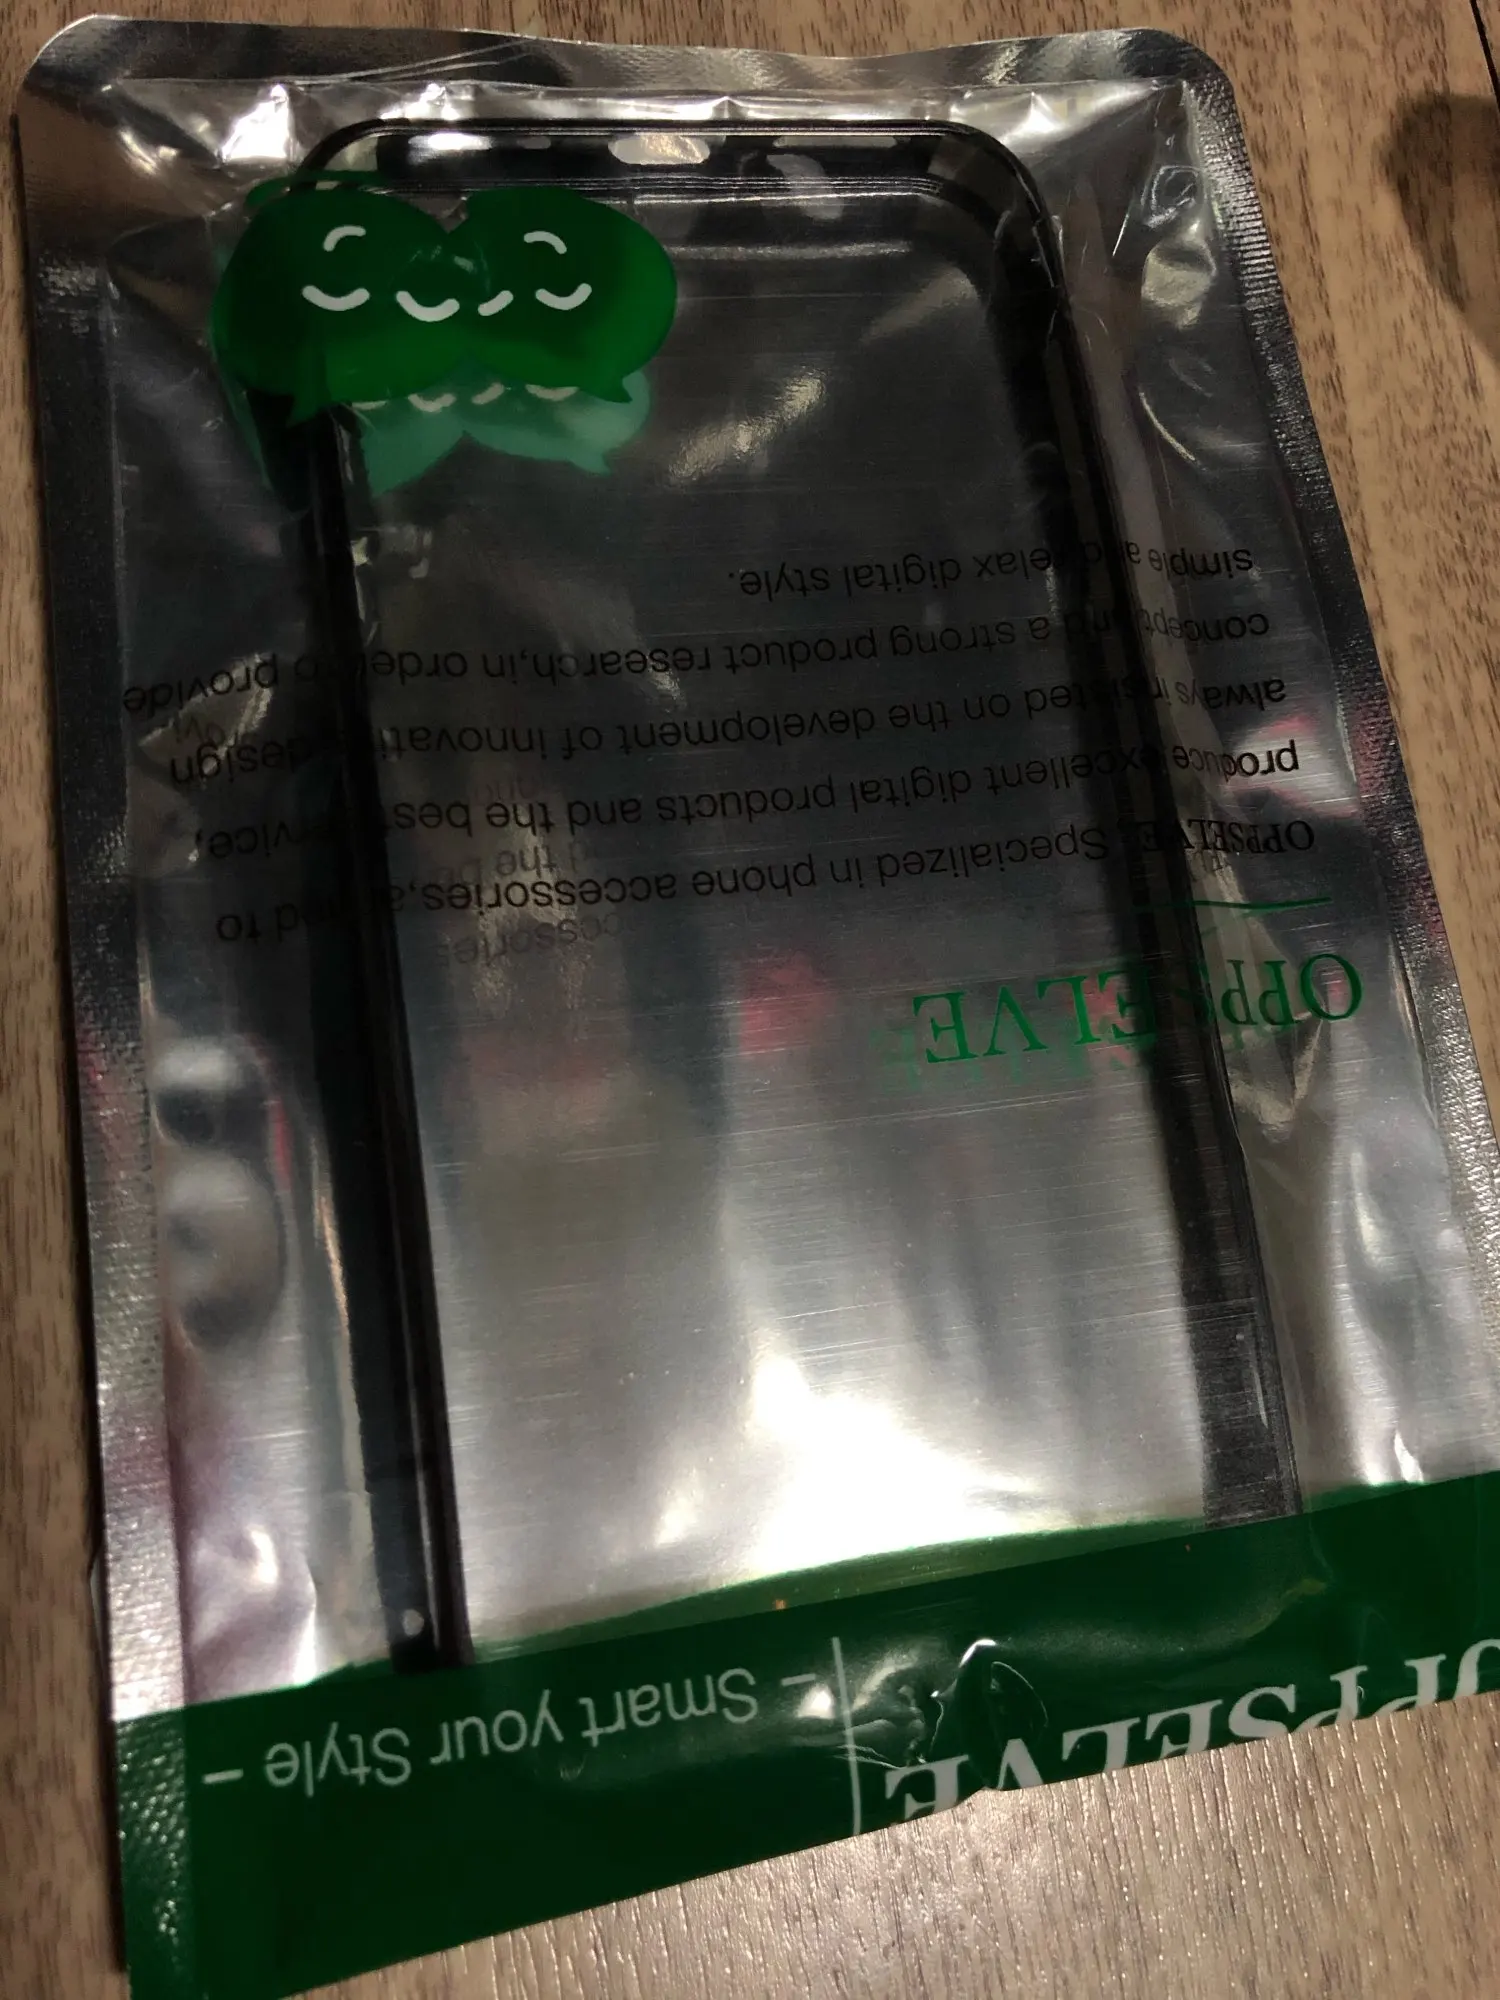 OPPSELVE
– Smart your Style –
OPPSELVE
OPPSELVE - Specialized in phone accessories, and to
produce excellent digital products and the best service,
always insisted on the development of innovative design
concept and a strong product research,in order to provide
simple and relax digital style.